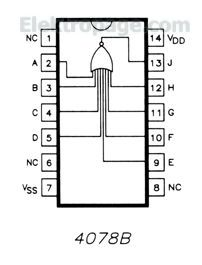 Elektropage.com
NC 1 14 VDD
A 2 13 J
B 3 12 H
C 4 11 G
D 5 10 F
NC 6 9 E
VSS 7 8 NC
4078B